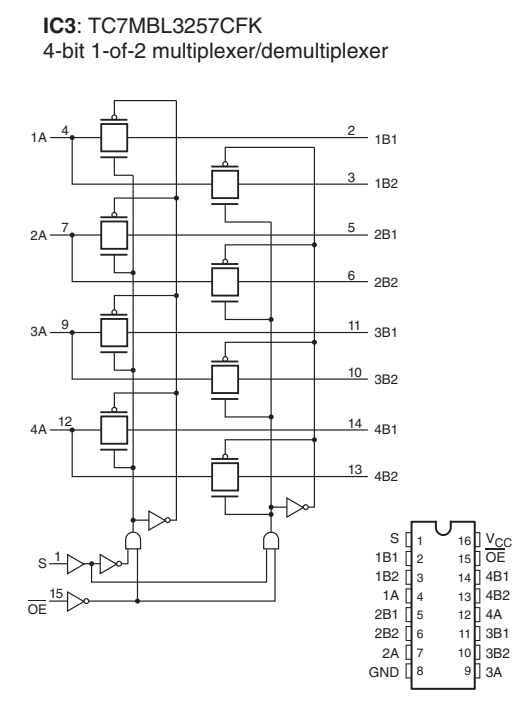 IC3: TC7MBL3257CFK
4-bit 1-of-2 multiplexer/demultiplexer
1A 4 2 1B1
3 1B2
2A 7 5 2B1
6 2B2
3A 9 11 3B1
10 3B2
4A 12 14 4B1
13 4B2
S 1
OE 15
S 1 16 VCC
1B1 2 15 OE
1B2 3 14 4B1
1A 4 13 4B2
2B1 5 12 4A
2B2 6 11 3B1
2A 7 10 3B2
GND 8 9 3A